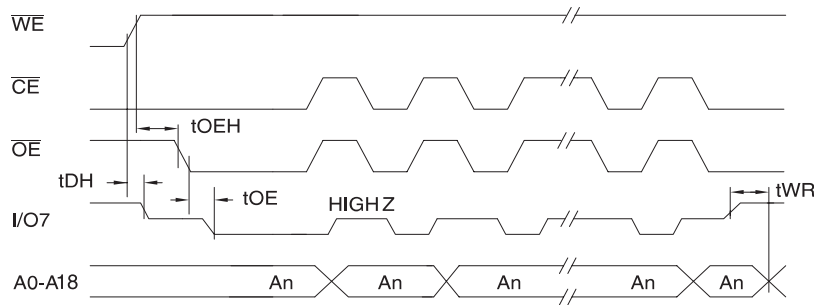 WE
CE
tOEH
OE
tDH
tOE
tWR
I/O7
HIGH Z
A0-A18
An An An An An